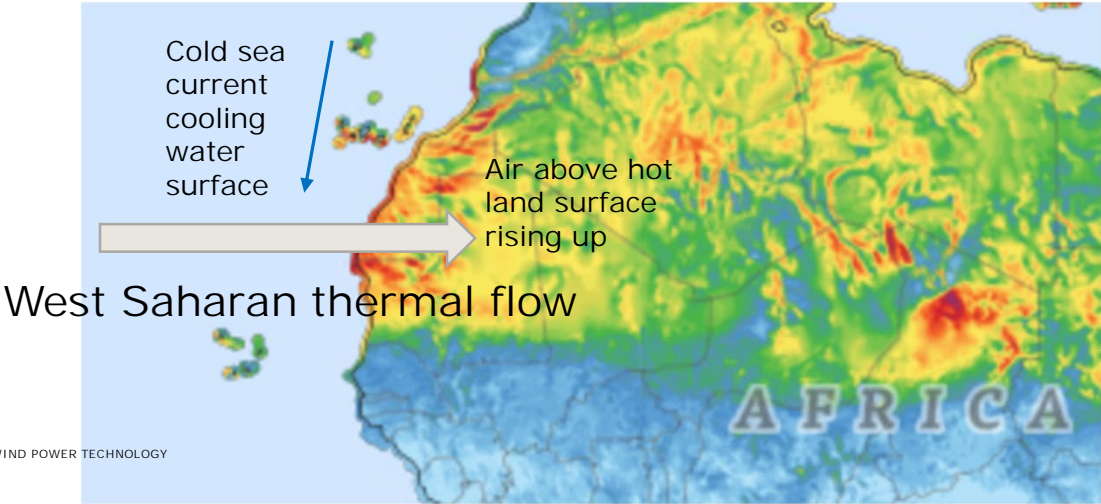 Cold sea
current
cooling
water
surface
Air above hot
land surface
rising up
West Saharan thermal flow
AFRICA
WIND POWER TECHNOLOGY